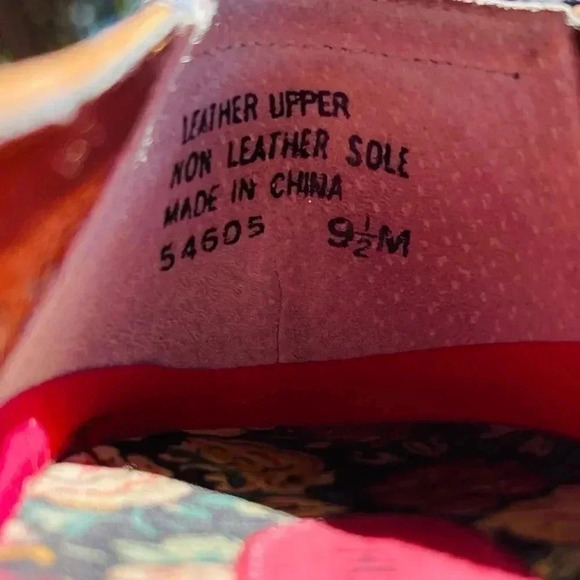 LEATHER UPPER
NON LEATHER SOLE
MADE IN CHINA
54605 9½M